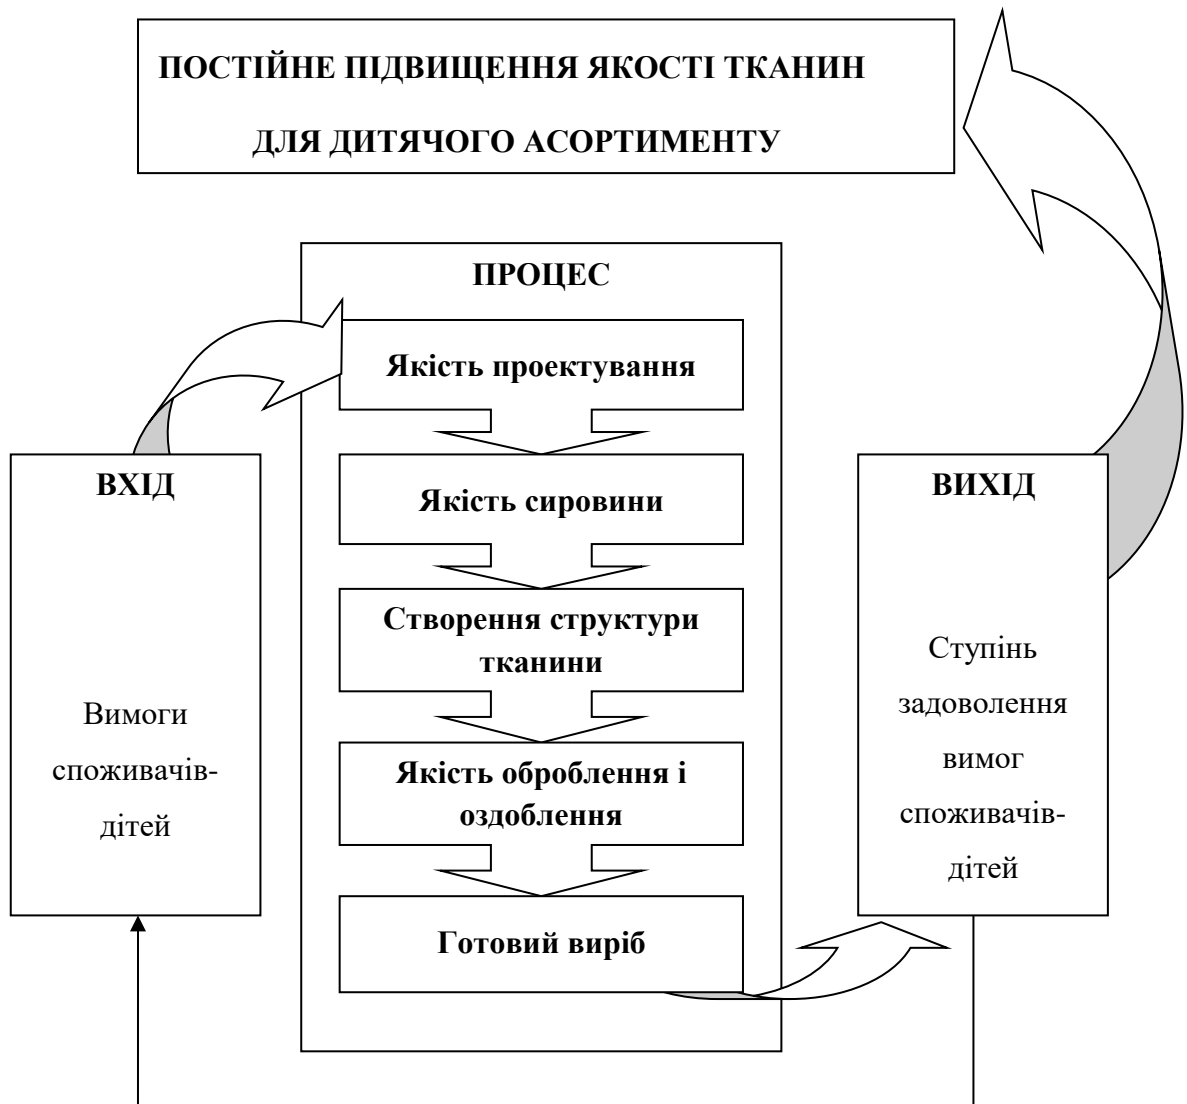 ПОСТІЙНЕ ПІДВИЩЕННЯ ЯКОСТІ ТКАНИН
ДЛЯ ДИТЯЧОГО АСОРТИМЕНТУ
ВХІД
Вимоги
споживачів-
дітей
ПРОЦЕС
Якість проектування
Якість сировини
Створення структури
тканини
Якість оброблення і
оздоблення
Готовий виріб
ВИХІД
Ступінь
задоволення
вимог
споживачів-
дітей